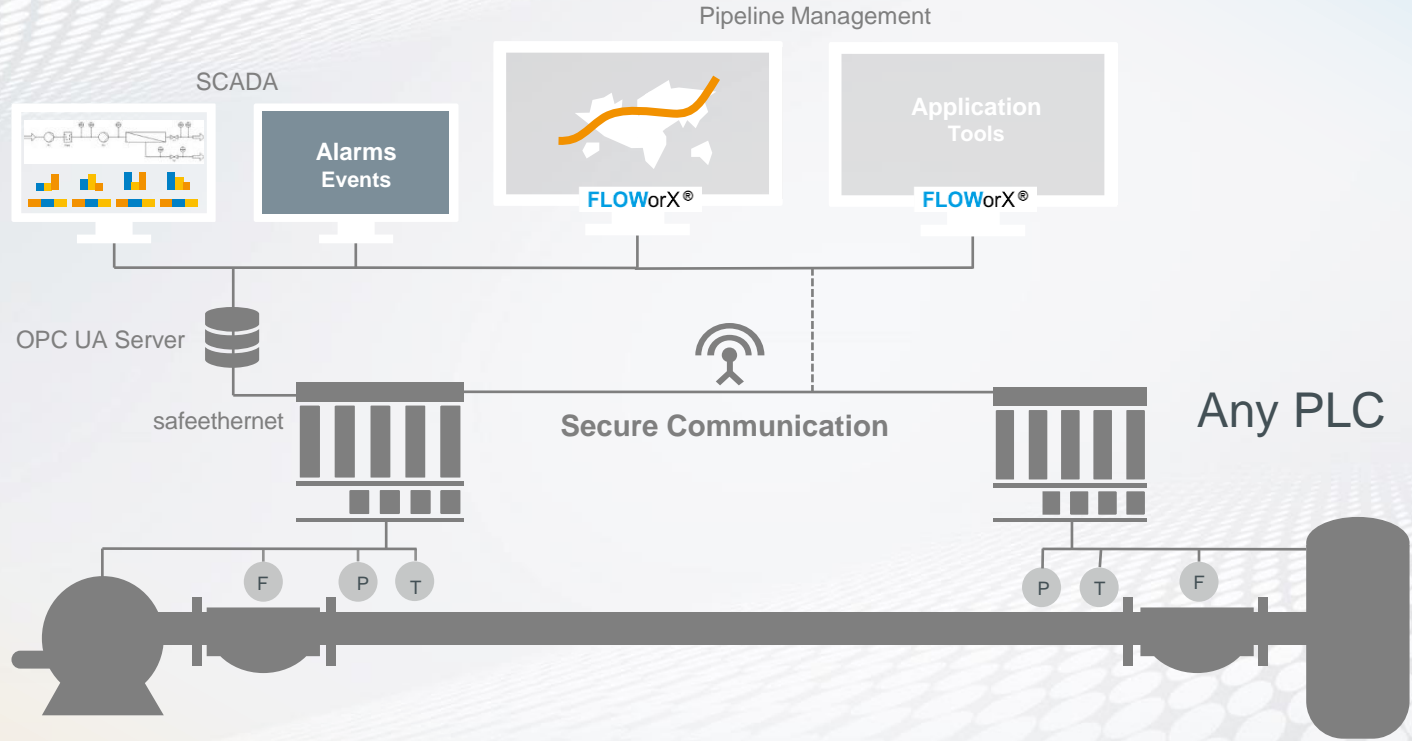 Pipeline Management
SCADA
Alarms
Events
Application
Tools
FLOWorX®
FLOWorX®
OPC UA Server
safeethernet
Secure Communication
Any PLC
F
P
T
P
T
F